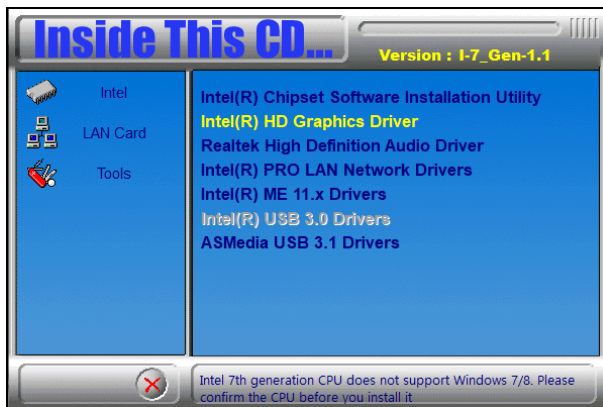 Inside This CD...
Version : I-7_Gen-1.1
Intel
LAN Card
Tools
Intel(R) Chipset Software Installation Utility
Intel(R) HD Graphics Driver
Realtek High Definition Audio Driver
Intel(R) PRO LAN Network Drivers
Intel(R) ME 11.x Drivers
Intel(R) USB 3.0 Drivers
ASMedia USB 3.1 Drivers
Intel 7th generation CPU does not support Windows 7/8. Please
confirm the CPU before you install it